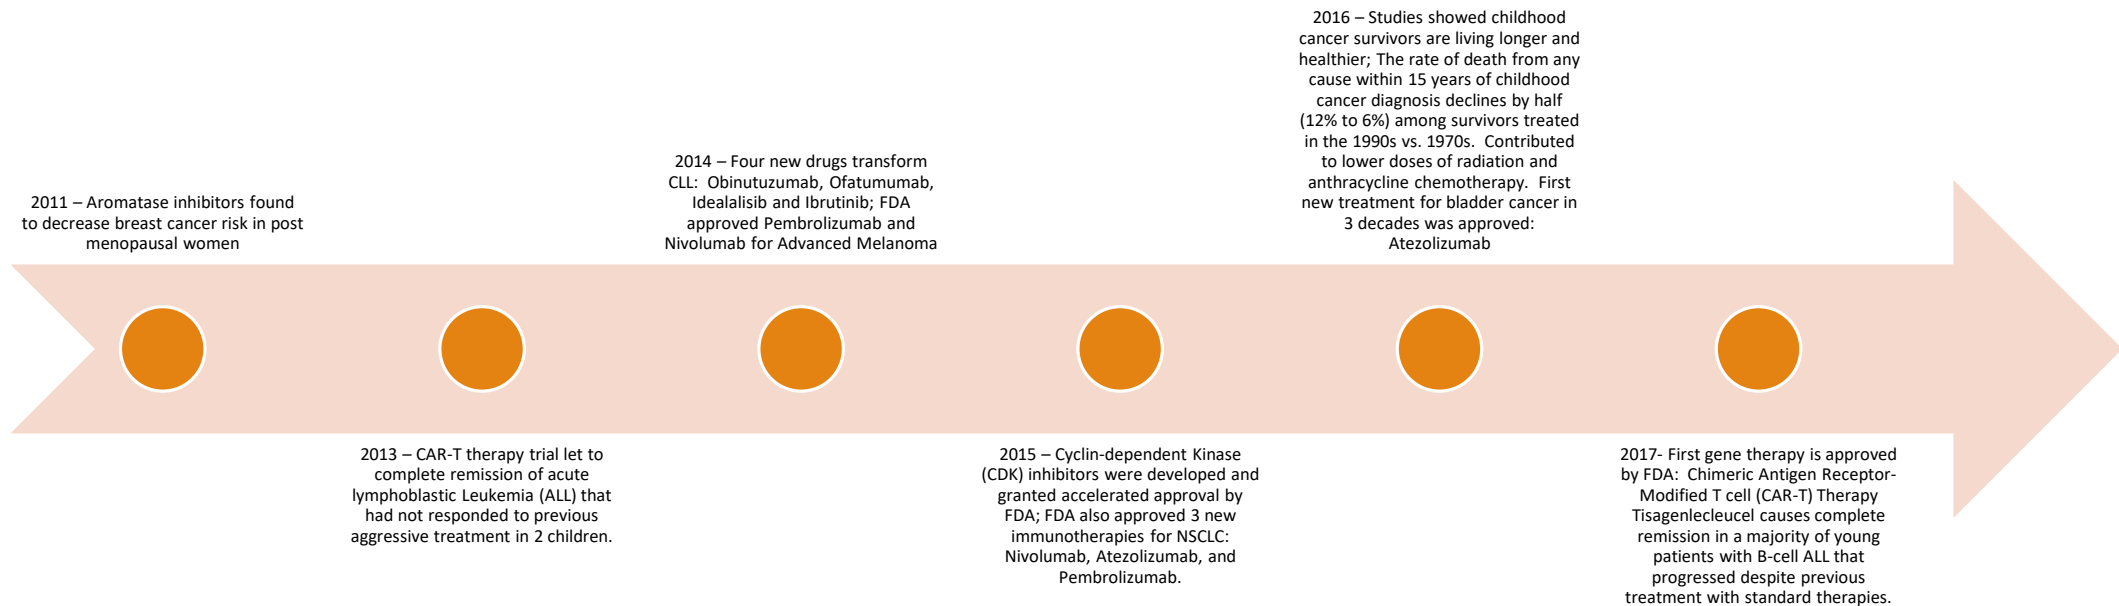 2011 – Aromatase inhibitors found
to decrease breast cancer risk in post
menopausal women
2013 – CAR-T therapy trial let to
complete remission of acute
lymphoblastic Leukemia (ALL) that
had not responded to previous
aggressive treatment in 2 children.
2014 – Four new drugs transform
CLL:  Obinutuzumab, Ofatumumab,
Idealalisib and Ibrutinib; FDA
approved Pembrolizumab and
Nivolumab for Advanced Melanoma
2015 – Cyclin-dependent Kinase
(CDK) inhibitors were developed and
granted accelerated approval by
FDA; FDA also approved 3 new
immunotherapies for NSCLC:
Nivolumab, Atezolizumab, and
Pembrolizumab.
2016 – Studies showed childhood
cancer survivors are living longer and
healthier; The rate of death from any
cause within 15 years of childhood
cancer diagnosis declines by half
(12% to 6%) among survivors treated
in the 1990s vs. 1970s.  Contributed
to lower doses of radiation and
anthracycline chemotherapy.  First
new treatment for bladder cancer in
3 decades was approved:
Atezolizumab
2017- First gene therapy is approved
by FDA:  Chimeric Antigen Receptor-
Modified T cell (CAR-T) Therapy
Tisagenlecleucel causes complete
remission in a majority of young
patients with B-cell ALL that
progressed despite previous
treatment with standard therapies.